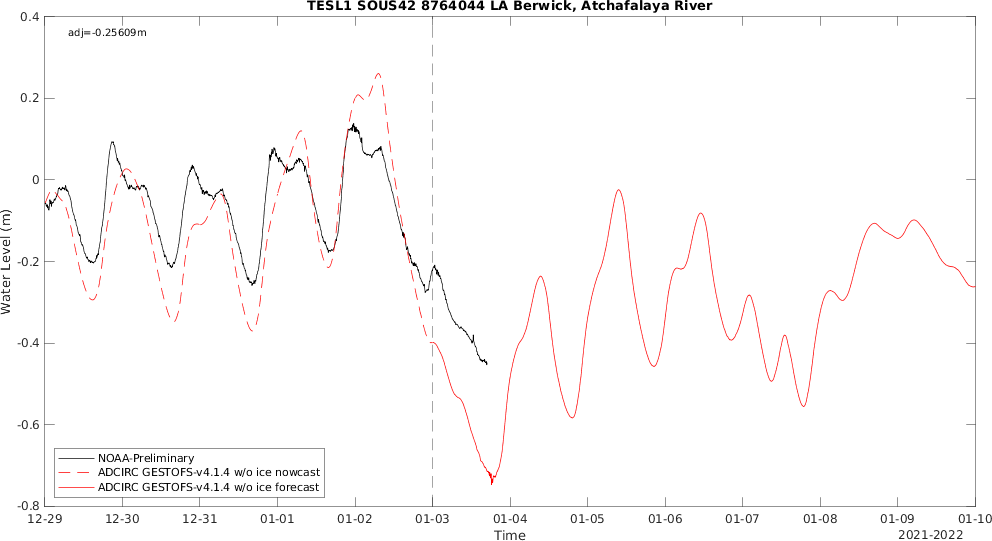 TESL1 SOUS42 8764044 LA Berwick, Atchafalaya River
adj=-0.25609m
0.4
0.2
0
-0.2
-0.4
-0.6
-0.8
Water Level (m)
NOAA-Preliminary
ADCIRC GESTOFS-v4.1.4 w/o ice nowcast
ADCIRC GESTOFS-v4.1.4 w/o ice forecast
12-29 12-30 12-31 01-01 01-02 01-03 01-04 01-05 01-06 01-07 01-08 01-09 01-10
Time
2021-2022